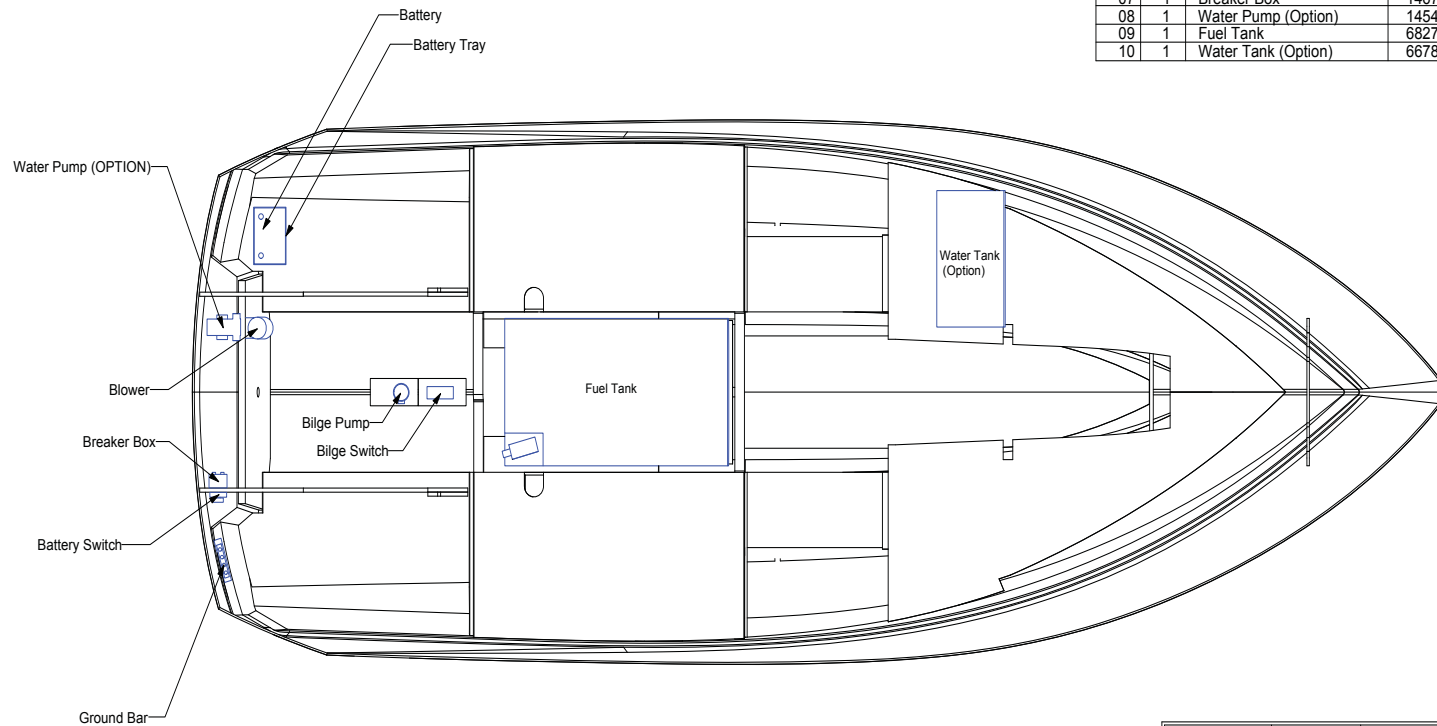 Battery
Battery Tray
08 1 Water Pump (Option) 1454
09 1 Fuel Tank 6827
10 1 Water Tank (Option) 6678
Water Pump (OPTION)
Water Tank
(Option)
Blower
Fuel Tank
Bilge Pump
Breaker Box
Bilge Switch
Battery Switch
Ground Bar